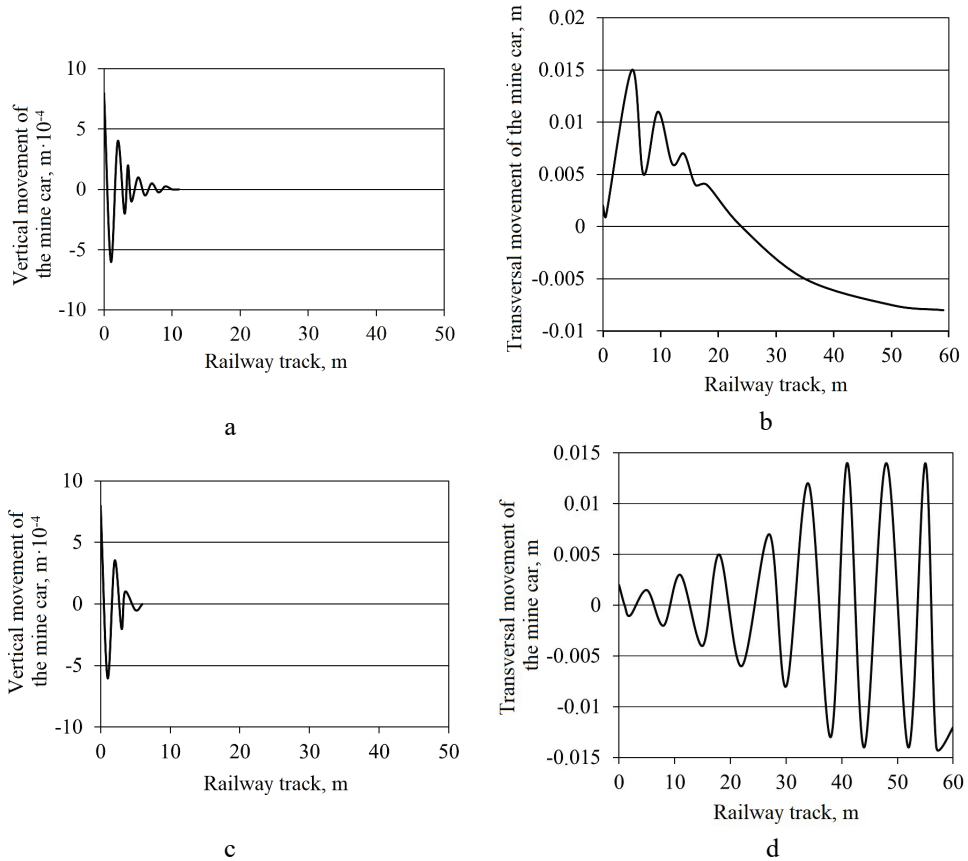 Vertical movement of
the mine car, m·10⁻⁴
10
5
0
-5
-10
0 10 20 30 40 50
Railway track, m
a
Transversal movement of the mine car, m
0.02
0.015
0.01
0.005
0
-0.005
-0.01
0 10 20 30 40 50 60
Railway track, m
b
Vertical movement of
the mine car, m·10⁻⁴
10
5
0
-5
-10
0 10 20 30 40 50
Railway track, m
c
Transversal movement of
the mine car, m
0.015
0.01
0.005
0
-0.005
-0.01
-0.015
0 10 20 30 40 50 60
Railway track, m
d